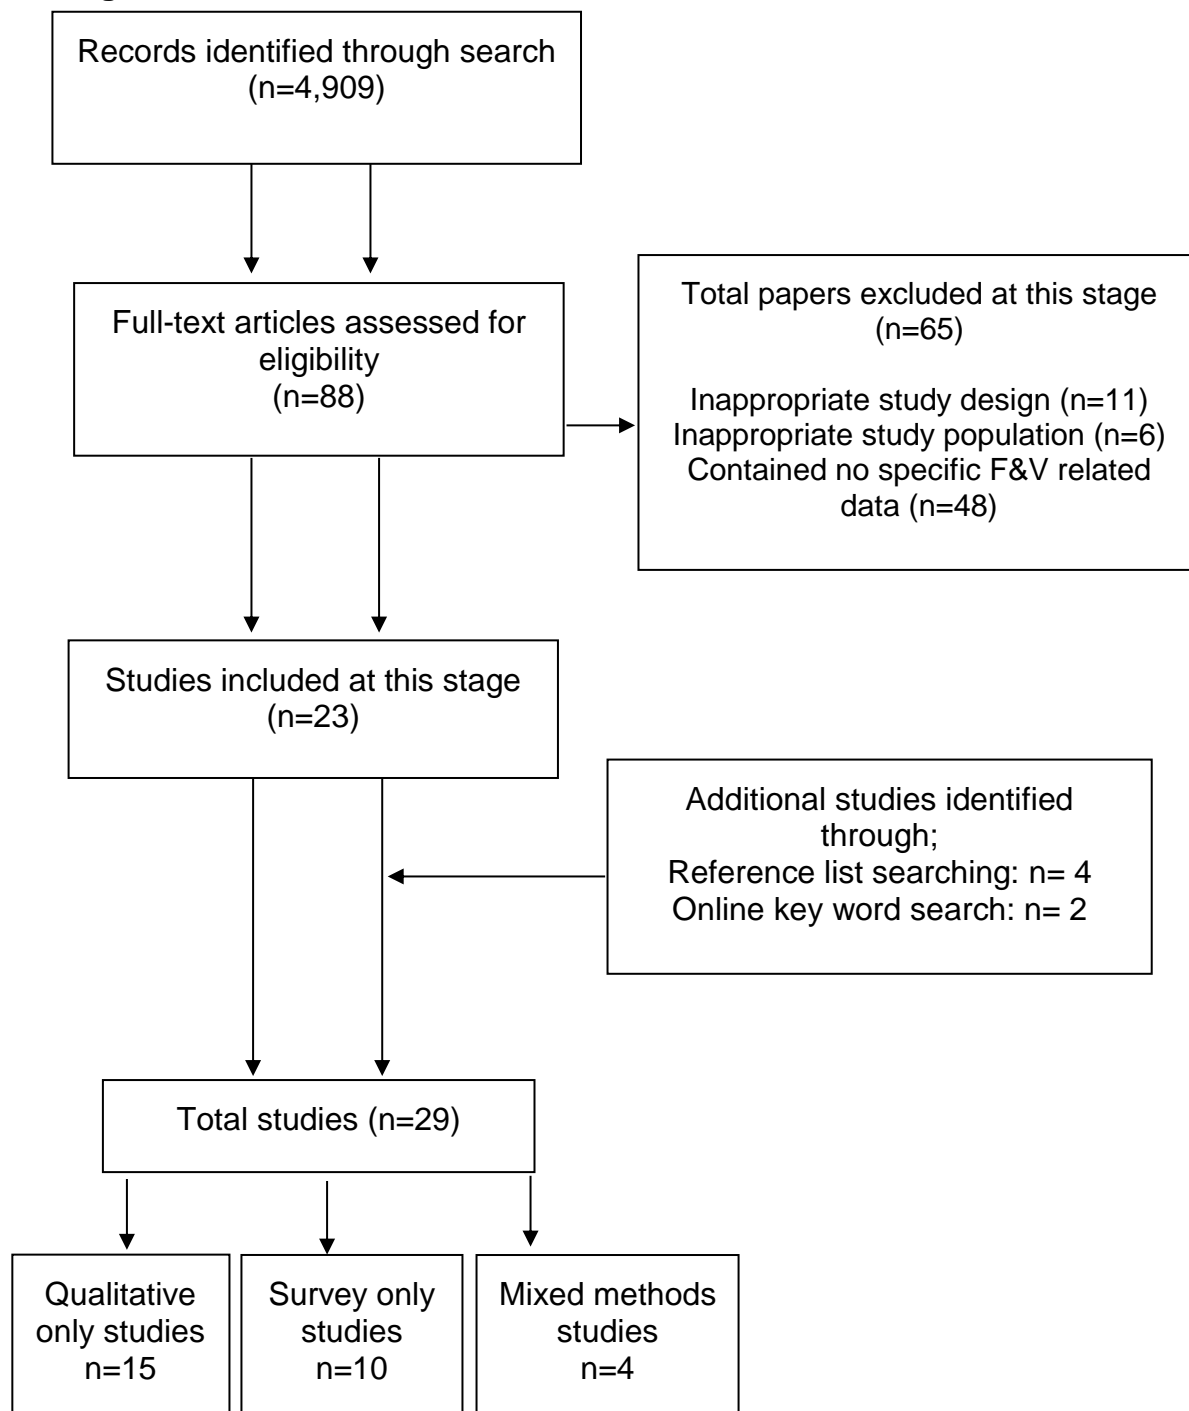 Records identified through search
(n=4,909)
Full-text articles assessed for
eligibility
(n=88)
Total papers excluded at this stage
(n=65)
Inappropriate study design (n=11)
Inappropriate study population (n=6)
Contained no specific F&V related
data (n=48)
Studies included at this stage
(n=23)
Additional studies identified
through;
Reference list searching: n= 4
Online key word search: n= 2
Total studies (n=29)
Qualitative
only studies
n=15
Survey only
studies
n=10
Mixed methods
studies
n=4